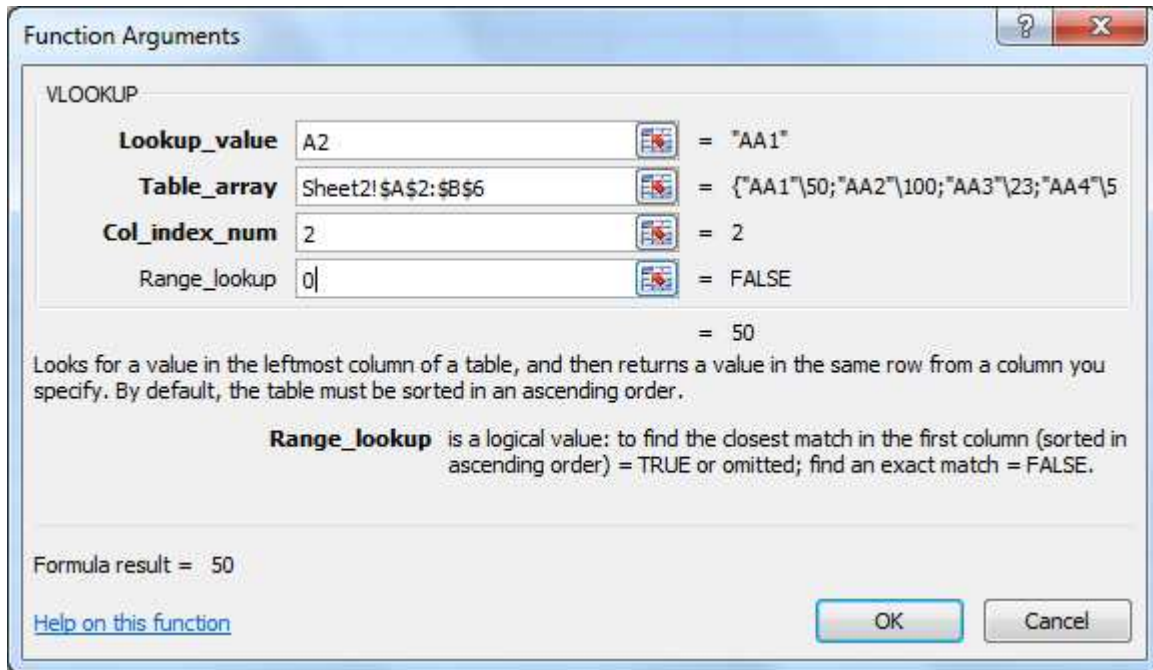 Function Arguments
VLOOKUP
Lookup_value A2 = "AA1"
Table_array Sheet2!$A$2:$B$6 = {"AA1"\50;"AA2"\100;"AA3"\23;"AA4"\5
Col_index_num 2 = 2
Range_lookup 0 = FALSE
= 50
Looks for a value in the leftmost column of a table, and then returns a value in the same row from a column you
specify. By default, the table must be sorted in an ascending order.
Range_lookup is a logical value: to find the closest match in the first column (sorted in
ascending order) = TRUE or omitted; find an exact match = FALSE.
Formula result = 50
Help on this function
OK Cancel